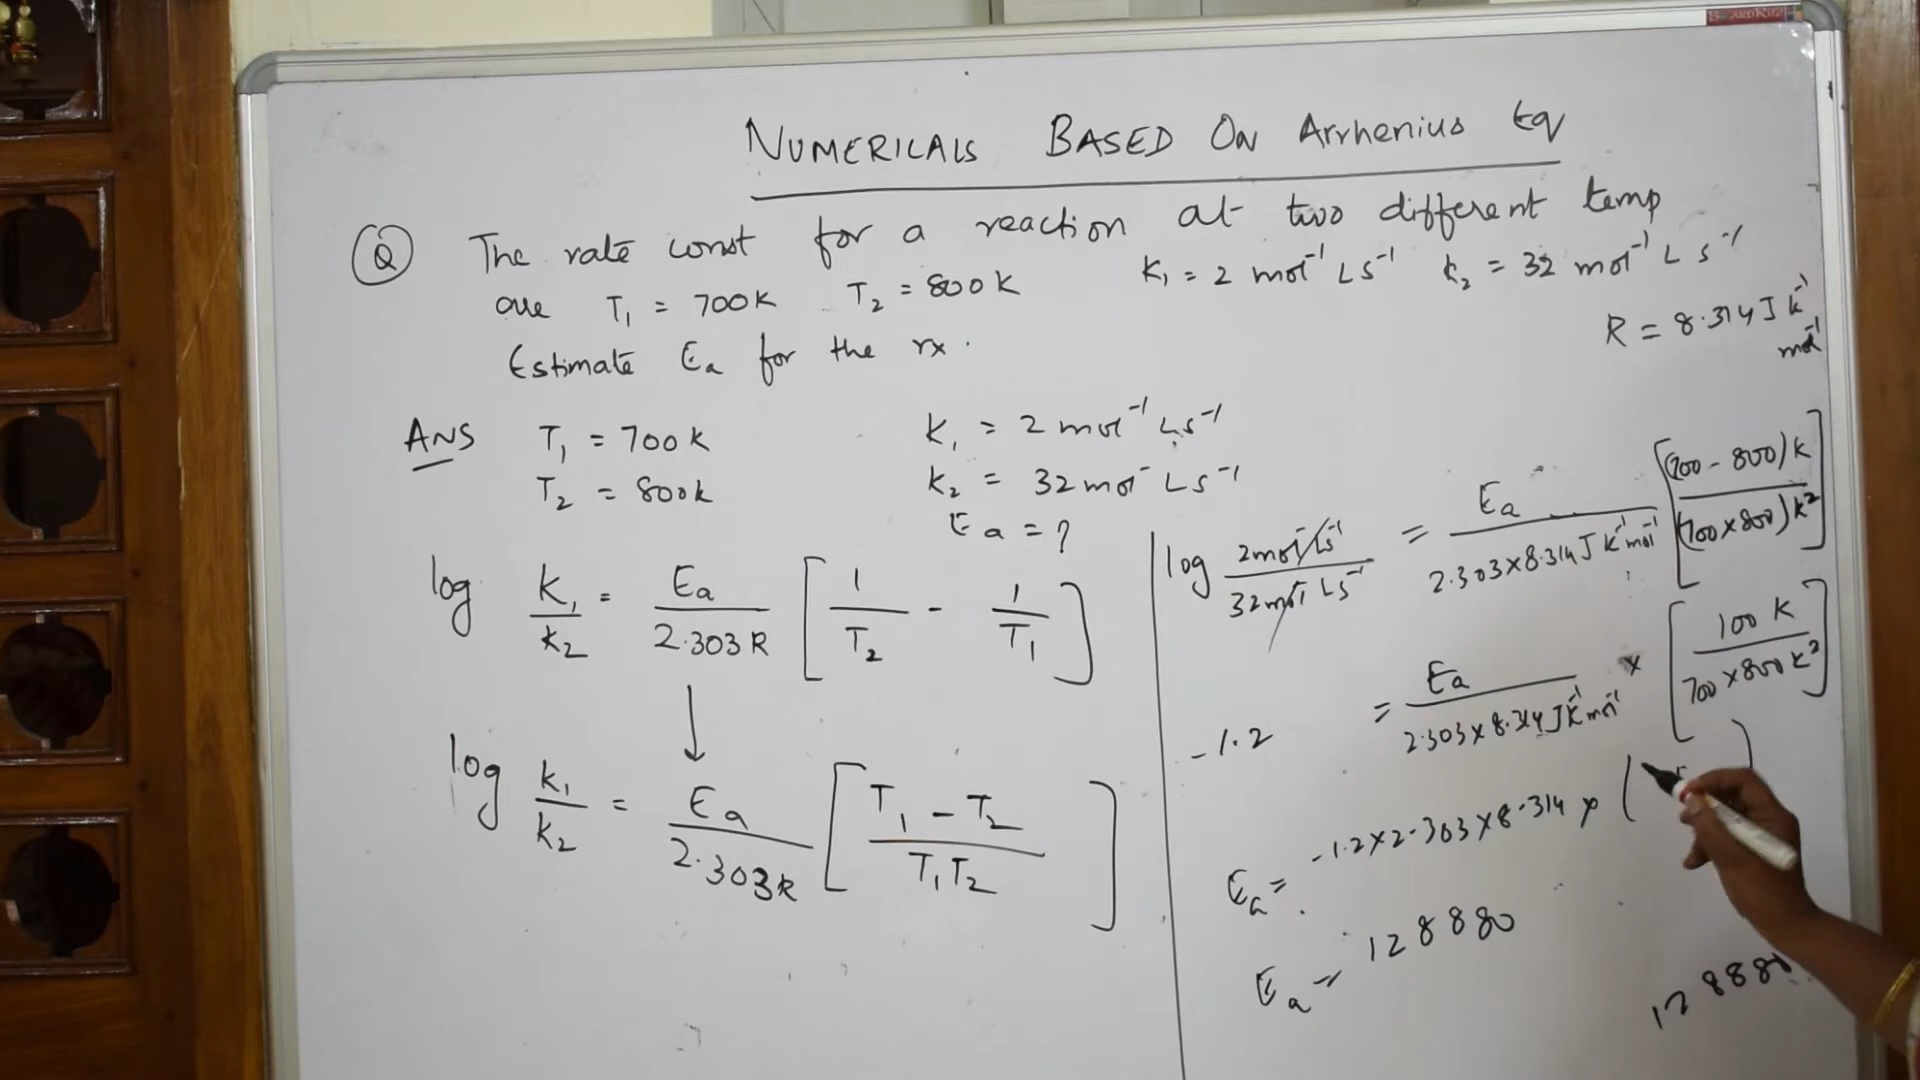 BOARDRITE
NUMERICALS BASED ON Arrhenius Eq
Q The rate const for a reaction at two different temp
are T₁ = 700K T₂ = 800K K₁ = 2 mol⁻¹ L s⁻¹ k₂ = 32 mol⁻¹ L s⁻¹
R = 8.314 J k⁻¹ mol⁻¹
Estimate Ea for the rx.
ANS T₁ = 700K K₁ = 2 mol⁻¹ L s⁻¹
T₂ = 800k k₂ = 32 mol⁻ L s⁻¹
Ea = ?
log K₁/k₂ = Ea/2.303R [1/T₂ - 1/T₁]
↓
log k₁/k₂ = Ea/2.303R [T₁ - T₂/T₁T₂]
log 2 mol⁻ L s⁻¹/32 mol⁻ L s⁻¹ = Ea/2.303×8.314 J K⁻¹ mol⁻¹ [(700 - 800)k/(700×800)k²]
-1.2 = Ea/2.303×8.314 J K⁻¹ mol⁻¹ × [100 K/700×800 k²]
Ea = -1.2×2.303×8.314 × (
Ea = 128880
12888